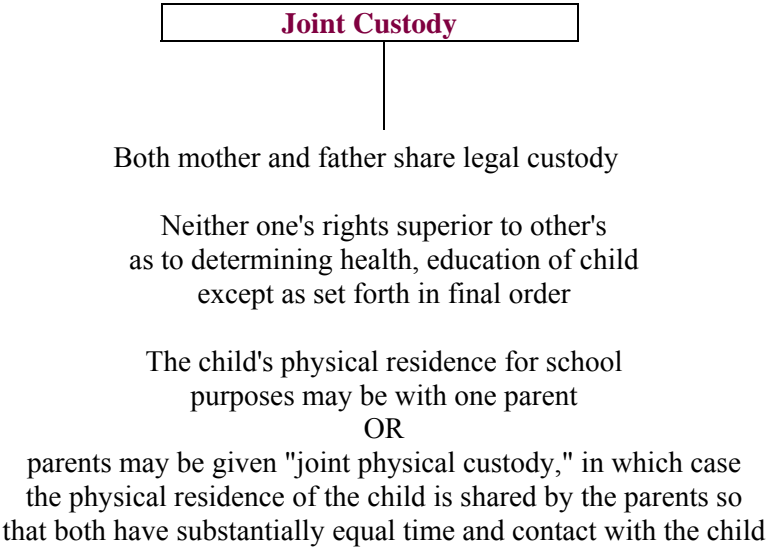 Joint Custody
Both mother and father share legal custody
Neither one's rights superior to other's
as to determining health, education of child
except as set forth in final order
The child's physical residence for school
purposes may be with one parent
OR
parents may be given "joint physical custody," in which case
the physical residence of the child is shared by the parents so
that both have substantially equal time and contact with the child